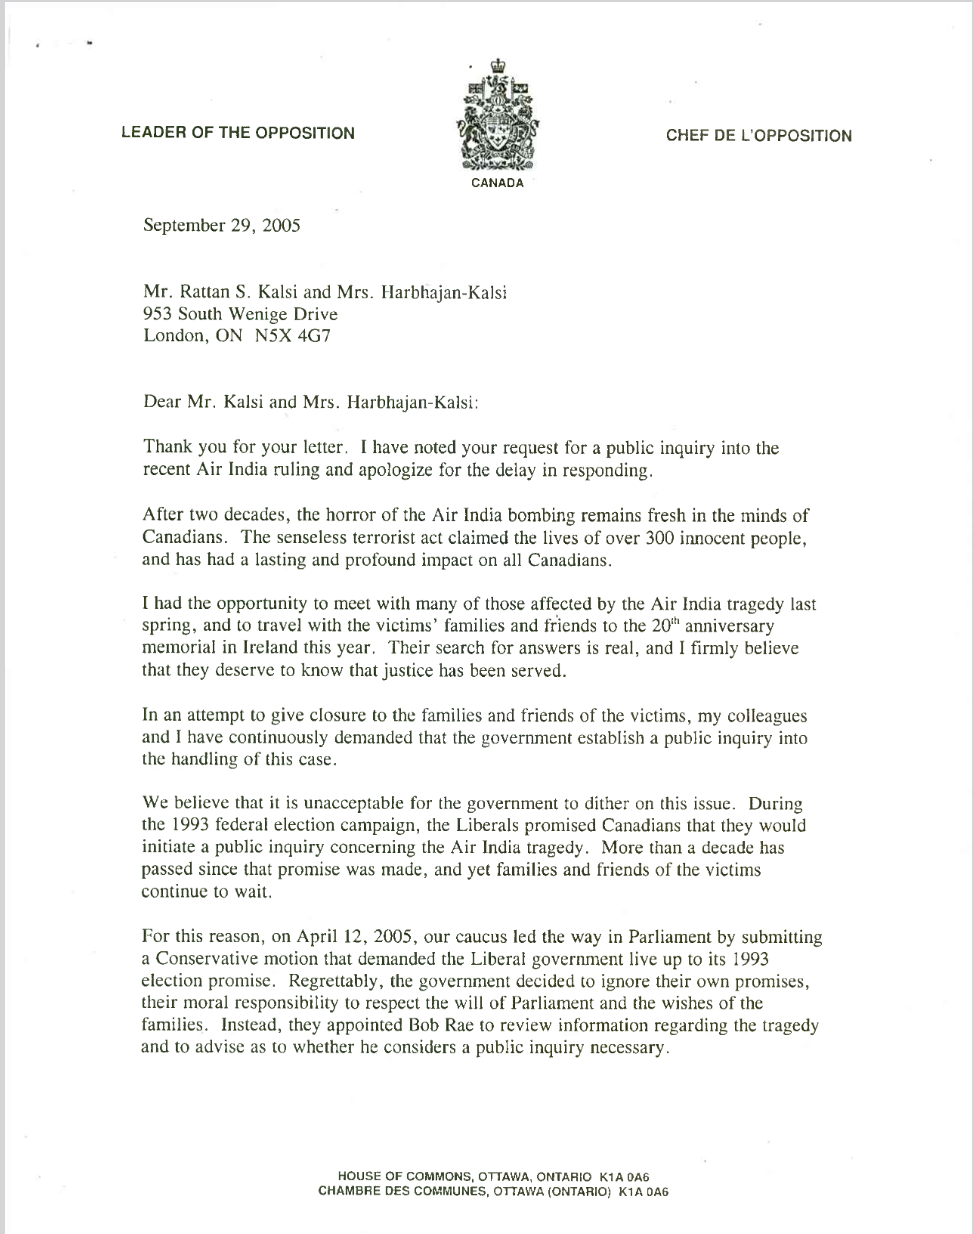 LEADER OF THE OPPOSITION
CHEF DE L'OPPOSITION
CANADA
September 29, 2005
Mr. Rattan S. Kalsi and Mrs. Harbhajan-Kalsi
953 South Wenige Drive
London, ON N5X 4G7
Dear Mr. Kalsi and Mrs. Harbhajan-Kalsi:
Thank you for your letter. I have noted your request for a public inquiry into the
recent Air India ruling and apologize for the delay in responding.
After two decades, the horror of the Air India bombing remains fresh in the minds of
Canadians. The senseless terrorist act claimed the lives of over 300 innocent people,
and has had a lasting and profound impact on all Canadians.
I had the opportunity to meet with many of those affected by the Air India tragedy last
spring, and to travel with the victims' families and friends to the 20th anniversary
memorial in Ireland this year. Their search for answers is real, and I firmly believe
that they deserve to know that justice has been served.
In an attempt to give closure to the families and friends of the victims, my colleagues
and I have continuously demanded that the government establish a public inquiry into
the handling of this case.
We believe that it is unacceptable for the government to dither on this issue. During
the 1993 federal election campaign, the Liberals promised Canadians that they would
initiate a public inquiry concerning the Air India tragedy. More than a decade has
passed since that promise was made, and yet families and friends of the victims
continue to wait.
For this reason, on April 12, 2005, our caucus led the way in Parliament by submitting
a Conservative motion that demanded the Liberal government live up to its 1993
election promise. Regrettably, the government decided to ignore their own promises,
their moral responsibility to respect the will of Parliament and the wishes of the
families. Instead, they appointed Bob Rae to review information regarding the tragedy
and to advise as to whether he considers a public inquiry necessary.
HOUSE OF COMMONS, OTTAWA, ONTARIO K1A 0A6
CHAMBRE DES COMMUNES, OTTAWA (ONTARIO) K1A 0A6